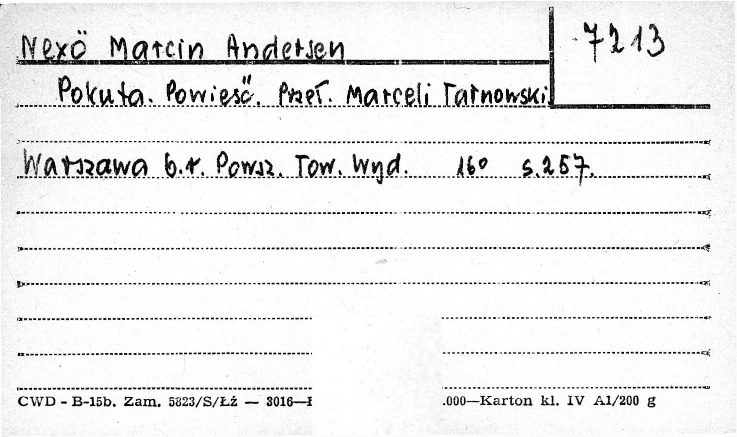 Nexö Marcin Andersen
7213
Pokuta. Powieść. Przeł. Marceli Tarnowski
Warszawa b.r. Powsz. Tow. Wyd. 16° s.257.
CWD - B-15b. Zam. 5823/S/Łź — 3016— .000—Karton kl. IV A1/200 g